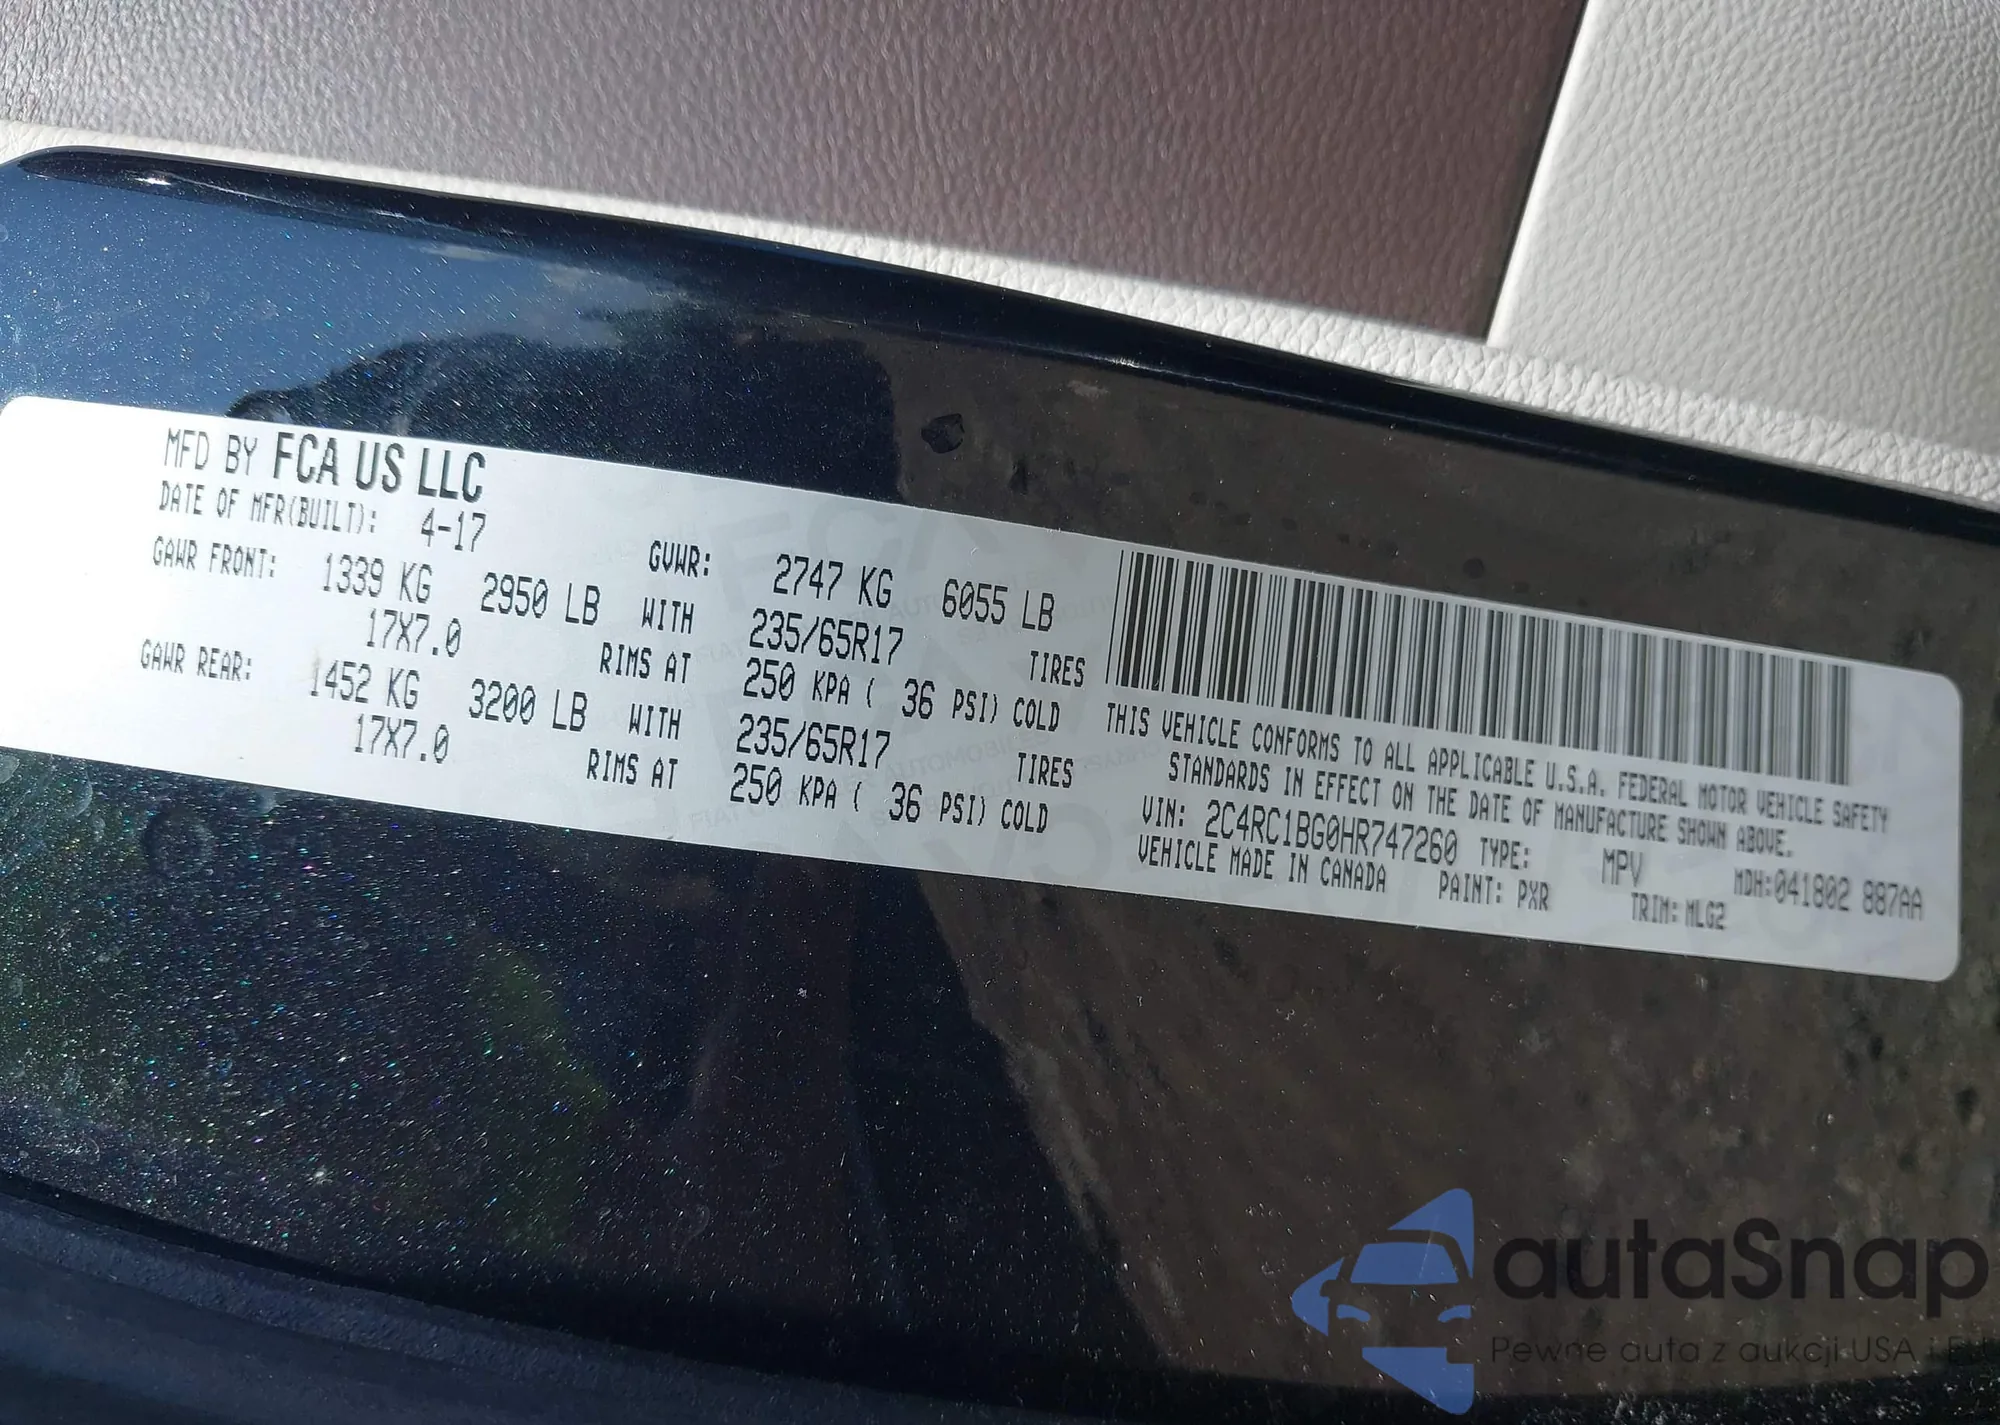 MFD BY FCA US LLC
DATE OF MFR(BUILT): 4-17 GVWR: 2747 KG 6055 LB
GAWR FRONT: 1339 KG 2950 LB WITH 235/65R17 TIRES
17X7.0 RIMS AT 250 KPA ( 36 PSI) COLD
GAWR REAR: 1452 KG 3200 LB WITH 235/65R17 TIRES
17X7.0 RIMS AT 250 KPA ( 36 PSI) COLD
THIS VEHICLE CONFORMS TO ALL APPLICABLE U.S.A. FEDERAL MOTOR VEHICLE SAFETY
STANDARDS IN EFFECT ON THE DATE OF MANUFACTURE SHOWN ABOVE.
VIN: 2C4RC1BG0HR747260 TYPE: MPV MDH:041802 887AA
VEHICLE MADE IN CANADA PAINT: PXR TRIM: MLG2
autaSnap
Pewne auta z aukcji USA i EU